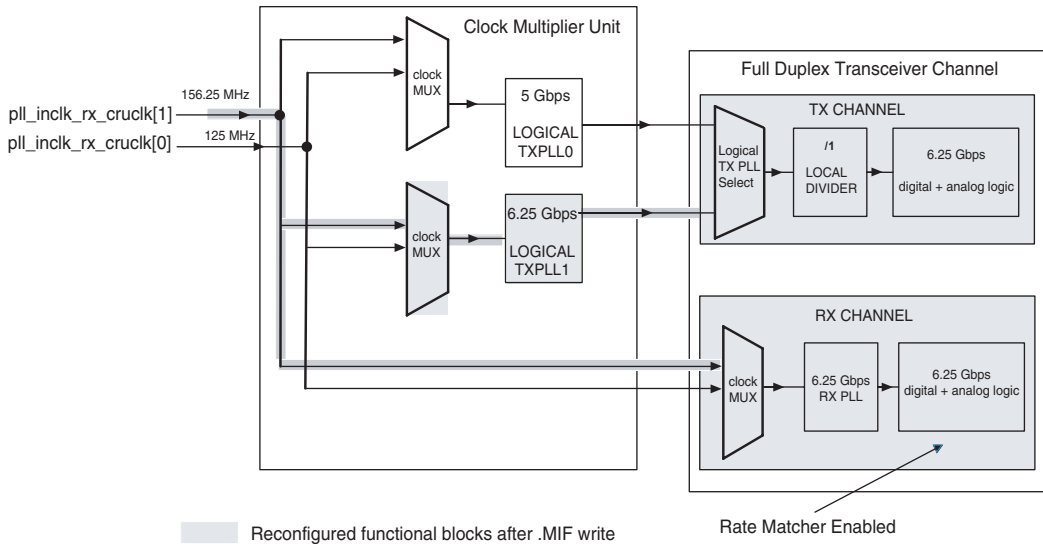 Clock Multiplier Unit
Full Duplex Transceiver Channel
156.25 MHz
pll_inclk_rx_cruclk[1]
125 MHz
pll_inclk_rx_cruclk[0]
clock
MUX
5 Gbps
LOGICAL
TXPLL0
clock
MUX
6.25 Gbps
LOGICAL
TXPLL1
TX CHANNEL
Logical
TX PLL
Select
/1
LOCAL
DIVIDER
6.25 Gbps
digital + analog logic
RX CHANNEL
clock
MUX
6.25 Gbps
RX PLL
6.25 Gbps
digital + analog logic
Reconfigured functional blocks after .MIF write
Rate Matcher Enabled